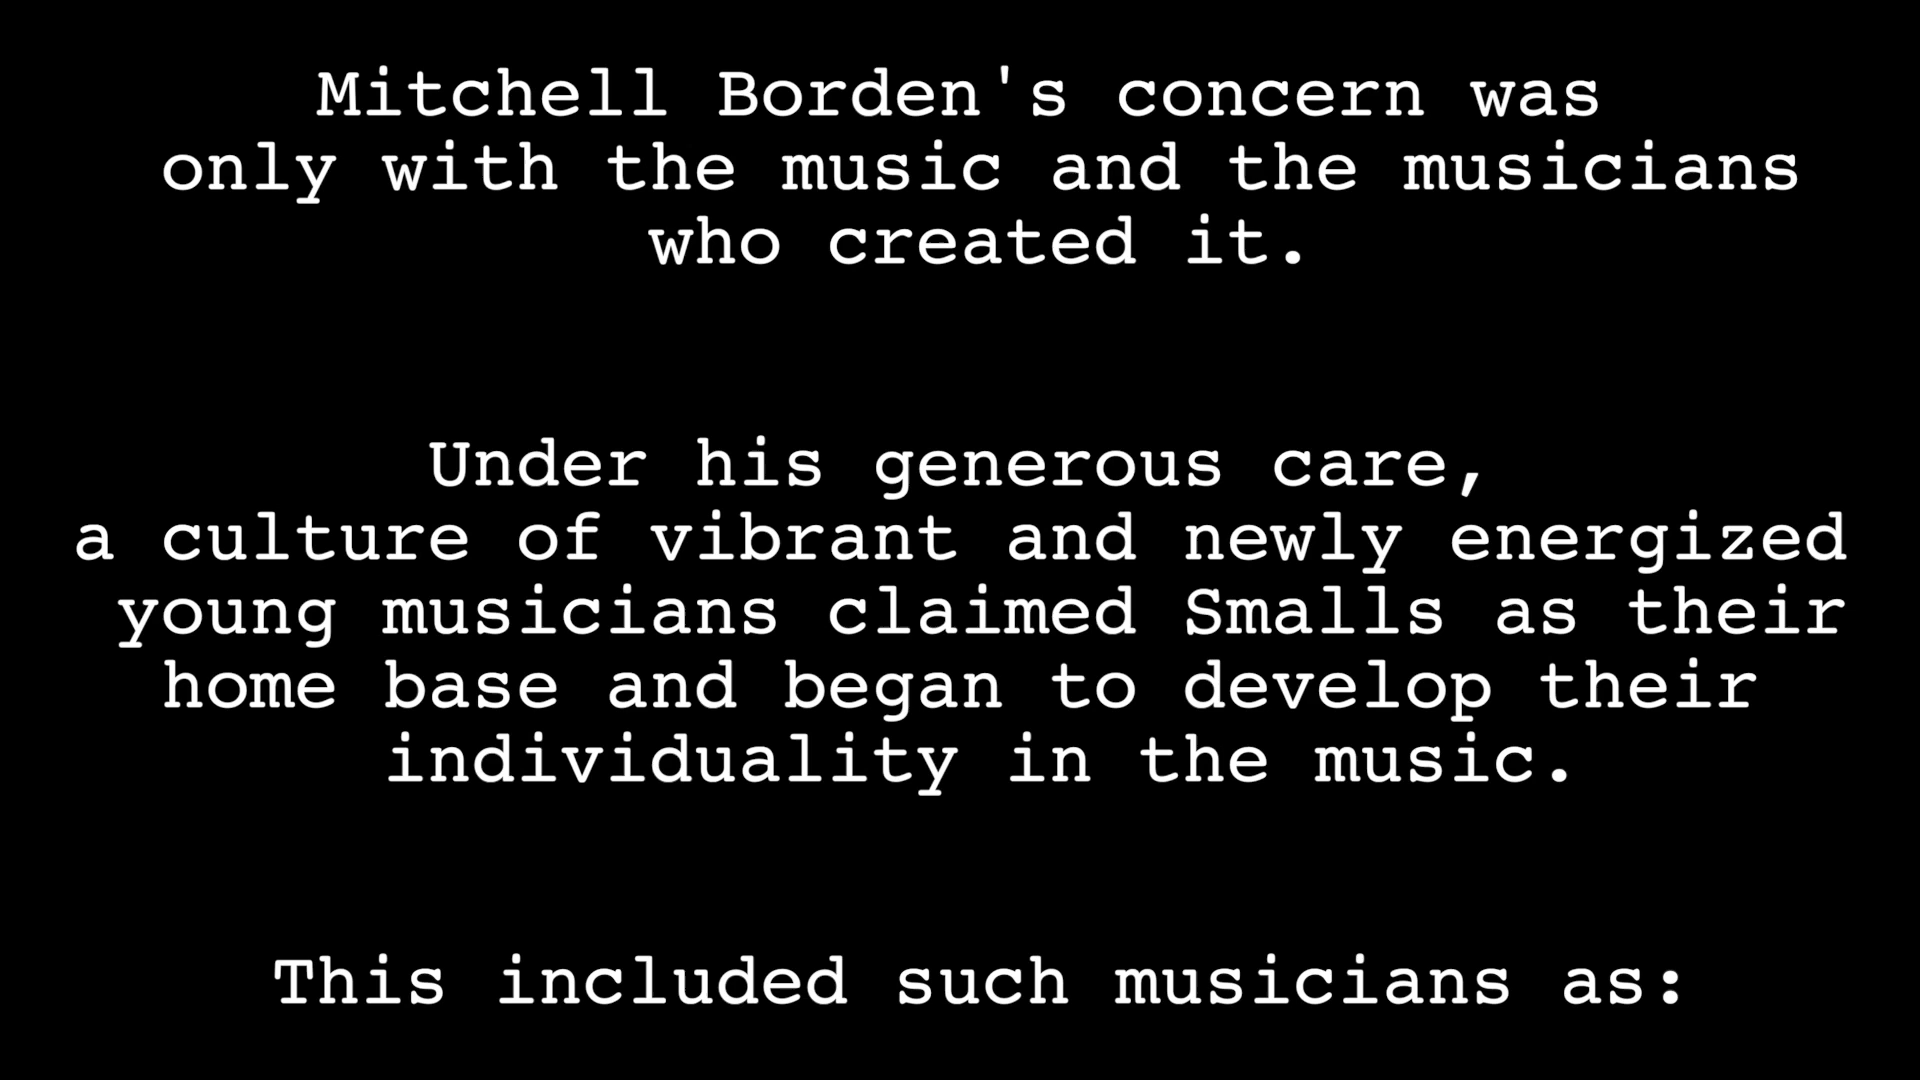 Mitchell Borden's concern was
only with the music and the musicians
who created it.
Under his generous care,
a culture of vibrant and newly energized
young musicians claimed Smalls as their
home base and began to develop their
individuality in the music.
This included such musicians as: